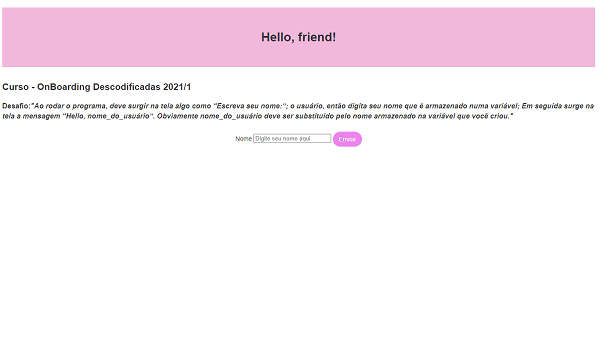 Hello, friend!
Curso - OnBoarding Descodificadas 2021/1
Desafio:"Ao rodar o programa, deve surgir na tela algo como "Escreva seu nome:"; o usuário, então digita seu nome que é armazenado numa variável; Em seguida surge na
tela a mensagem "Hello, nome_do_usuário". Obviamente nome_do_usuário deve ser substituído pelo nome armazenado na variável que você criou."
Nome Digite seu nome aqui Enviar